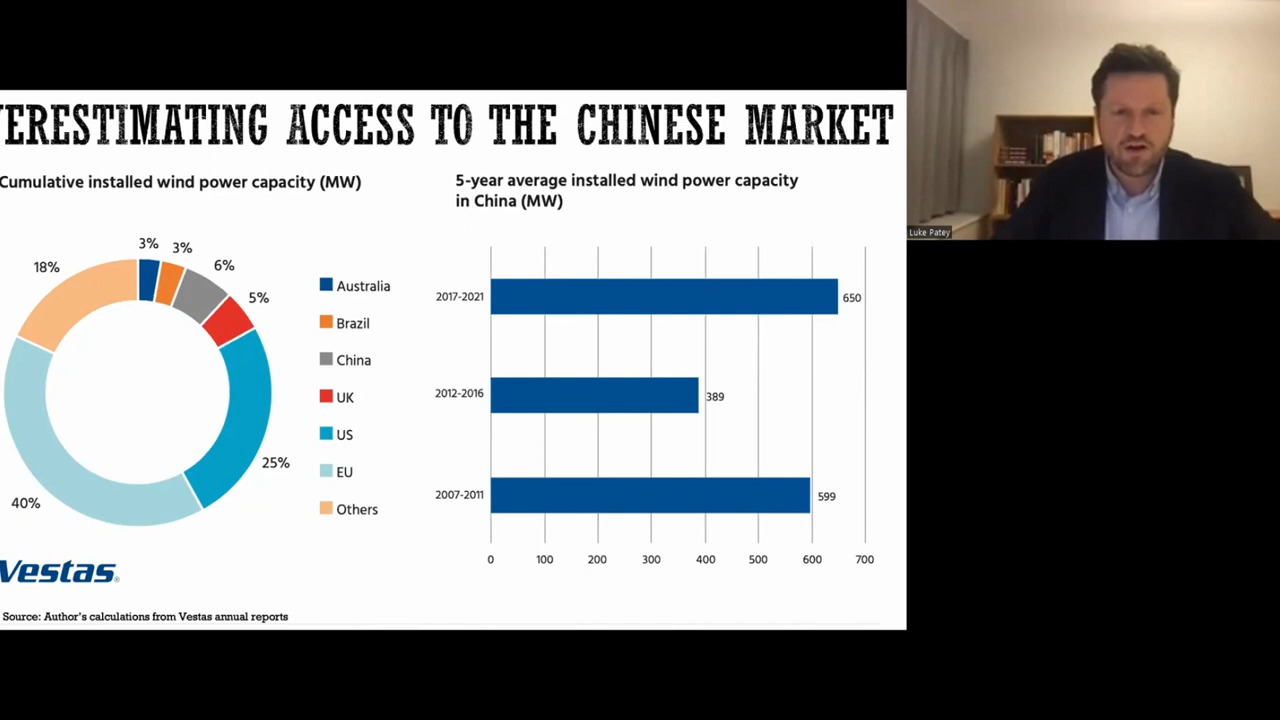 VERESTIMATING ACCESS TO THE CHINESE MARKET
Cumulative installed wind power capacity (MW)
3%
3%
6%
5%
25%
40%
18%
Australia
Brazil
China
UK
US
EU
Others
5-year average installed wind power capacity
in China (MW)
2017-2021
650
2012-2016
389
2007-2011
599
0 100 200 300 400 500 600 700
Vestas®
Source: Author's calculations from Vestas annual reports
Luke Patey